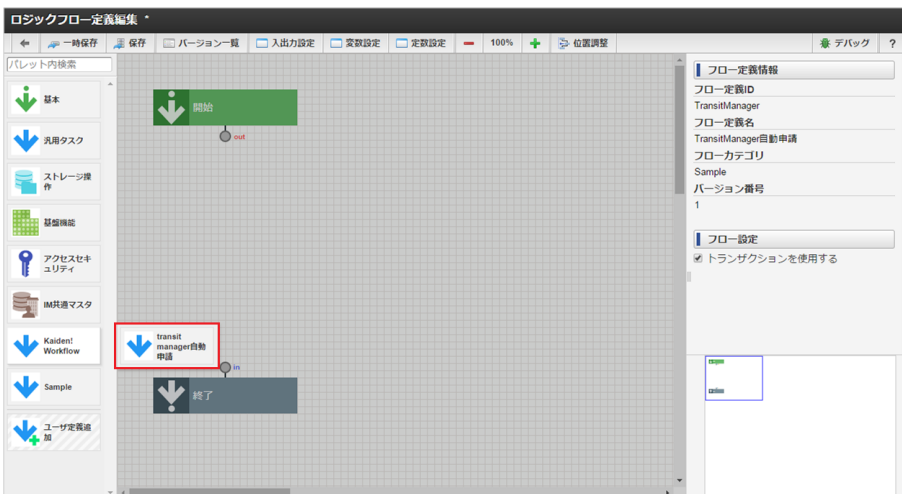 ロジックフロー定義編集 *
一時保存 保存 バージョン一覧 入出力設定 変数設定 定数設定 100% 位置調整 デバッグ ?
パレット内検索
基本
汎用タスク
ストレージ操
作
基盤機能
アクセスセキ
ュリティ
IM共通マスタ
Kaiden!
Workflow
Sample
ユーザ定義追
加
開始
out
transit
manager自動
申請
in
終了
フロー定義情報
フロー定義ID
TransitManager
フロー定義名
TransitManager自動申請
フローカテゴリ
Sample
バージョン番号
1
フロー設定
トランザクションを使用する